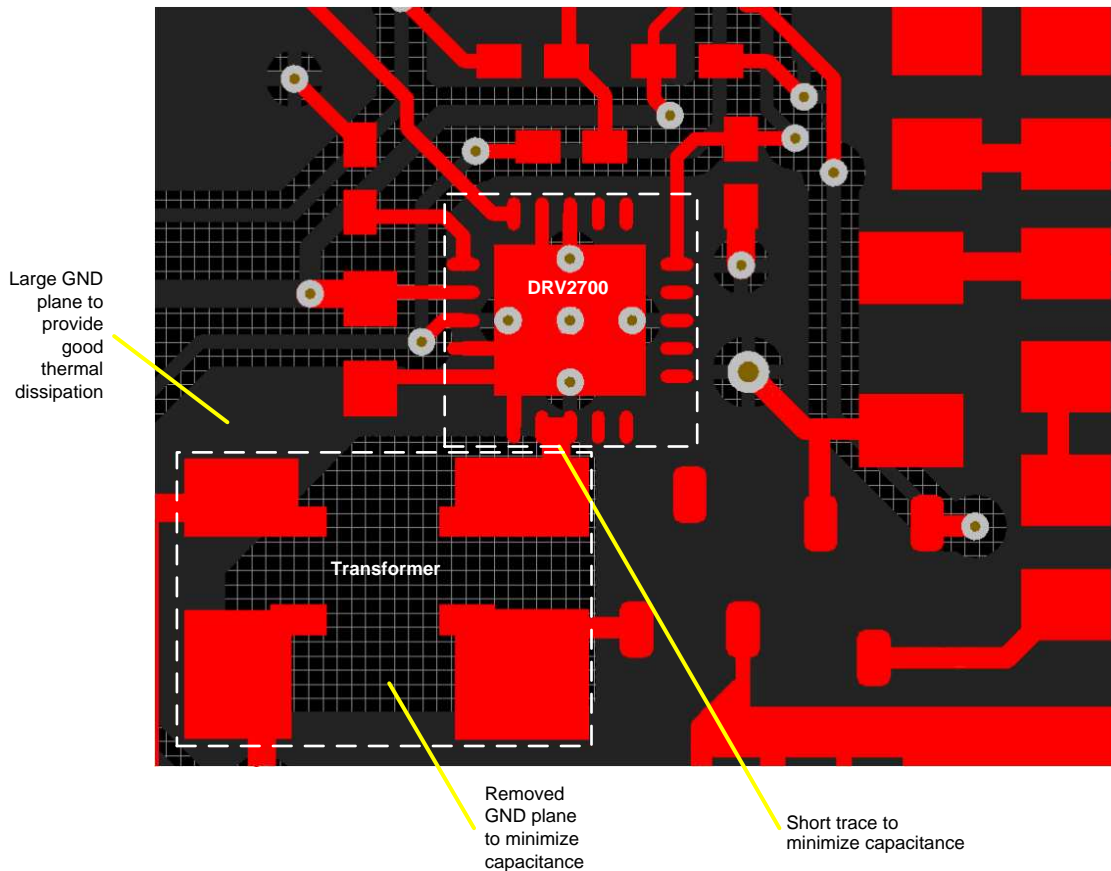 DRV2700
Large GND
plane to
provide
good
thermal
dissipation
Transformer
Removed
GND plane
to minimize
capacitance
Short trace to
minimize capacitance